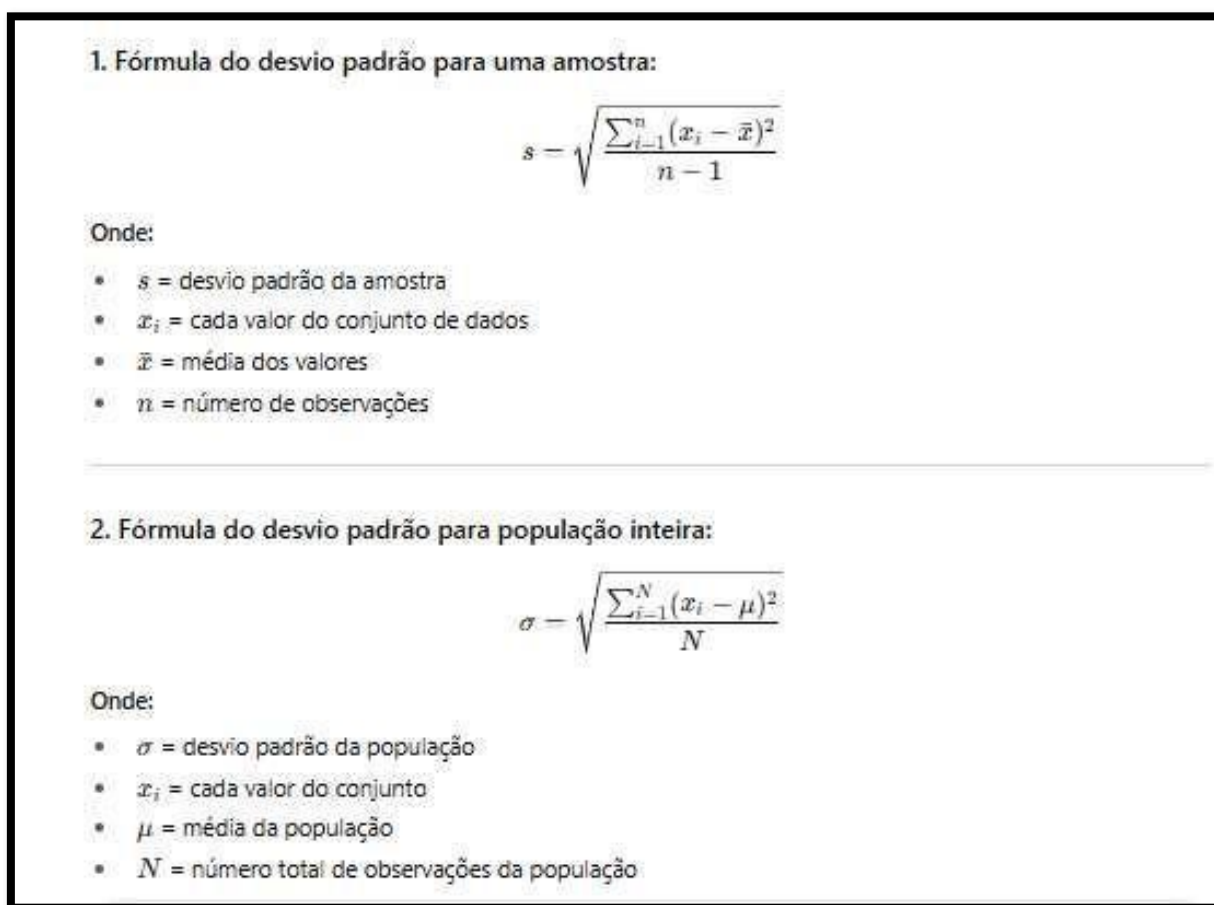 1. Fórmula do desvio padrão para uma amostra:
s = √(∑_{i=1}^{n}(x_i − x̄)² / (n − 1))
Onde:
• s = desvio padrão da amostra
• x_i = cada valor do conjunto de dados
• x̄ = média dos valores
• n = número de observações
2. Fórmula do desvio padrão para população inteira:
σ = √(∑_{i=1}^{N}(x_i − μ)² / N)
Onde:
• σ = desvio padrão da população
• x_i = cada valor do conjunto
• μ = média da população
• N = número total de observações da população